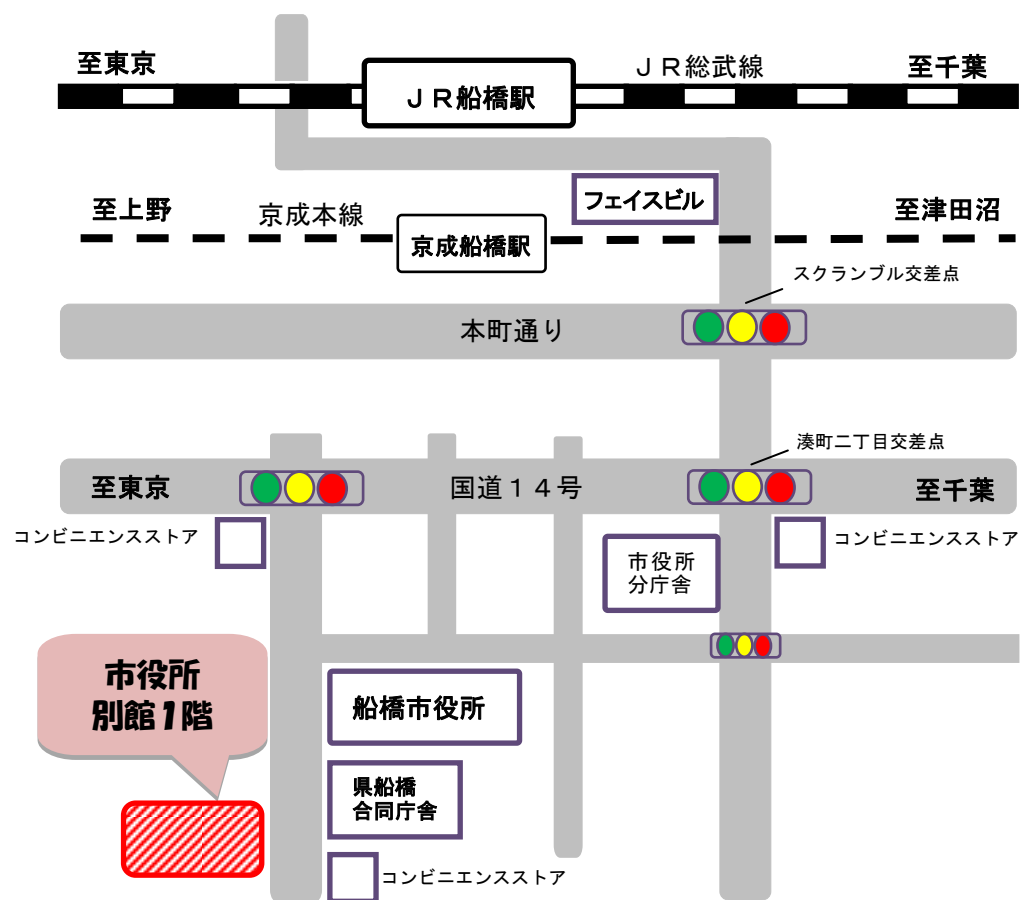 至東京
ＪＲ総武線
至千葉
ＪＲ船橋駅
フェイスビル
至上野
京成本線
至津田沼
京成船橋駅
スクランブル交差点
本町通り
湊町二丁目交差点
至東京
国道１４号
至千葉
コンビニエンスストア
コンビニエンスストア
市役所
分庁舎
市役所
別館1階
船橋市役所
県船橋
合同庁舎
コンビニエンスストア